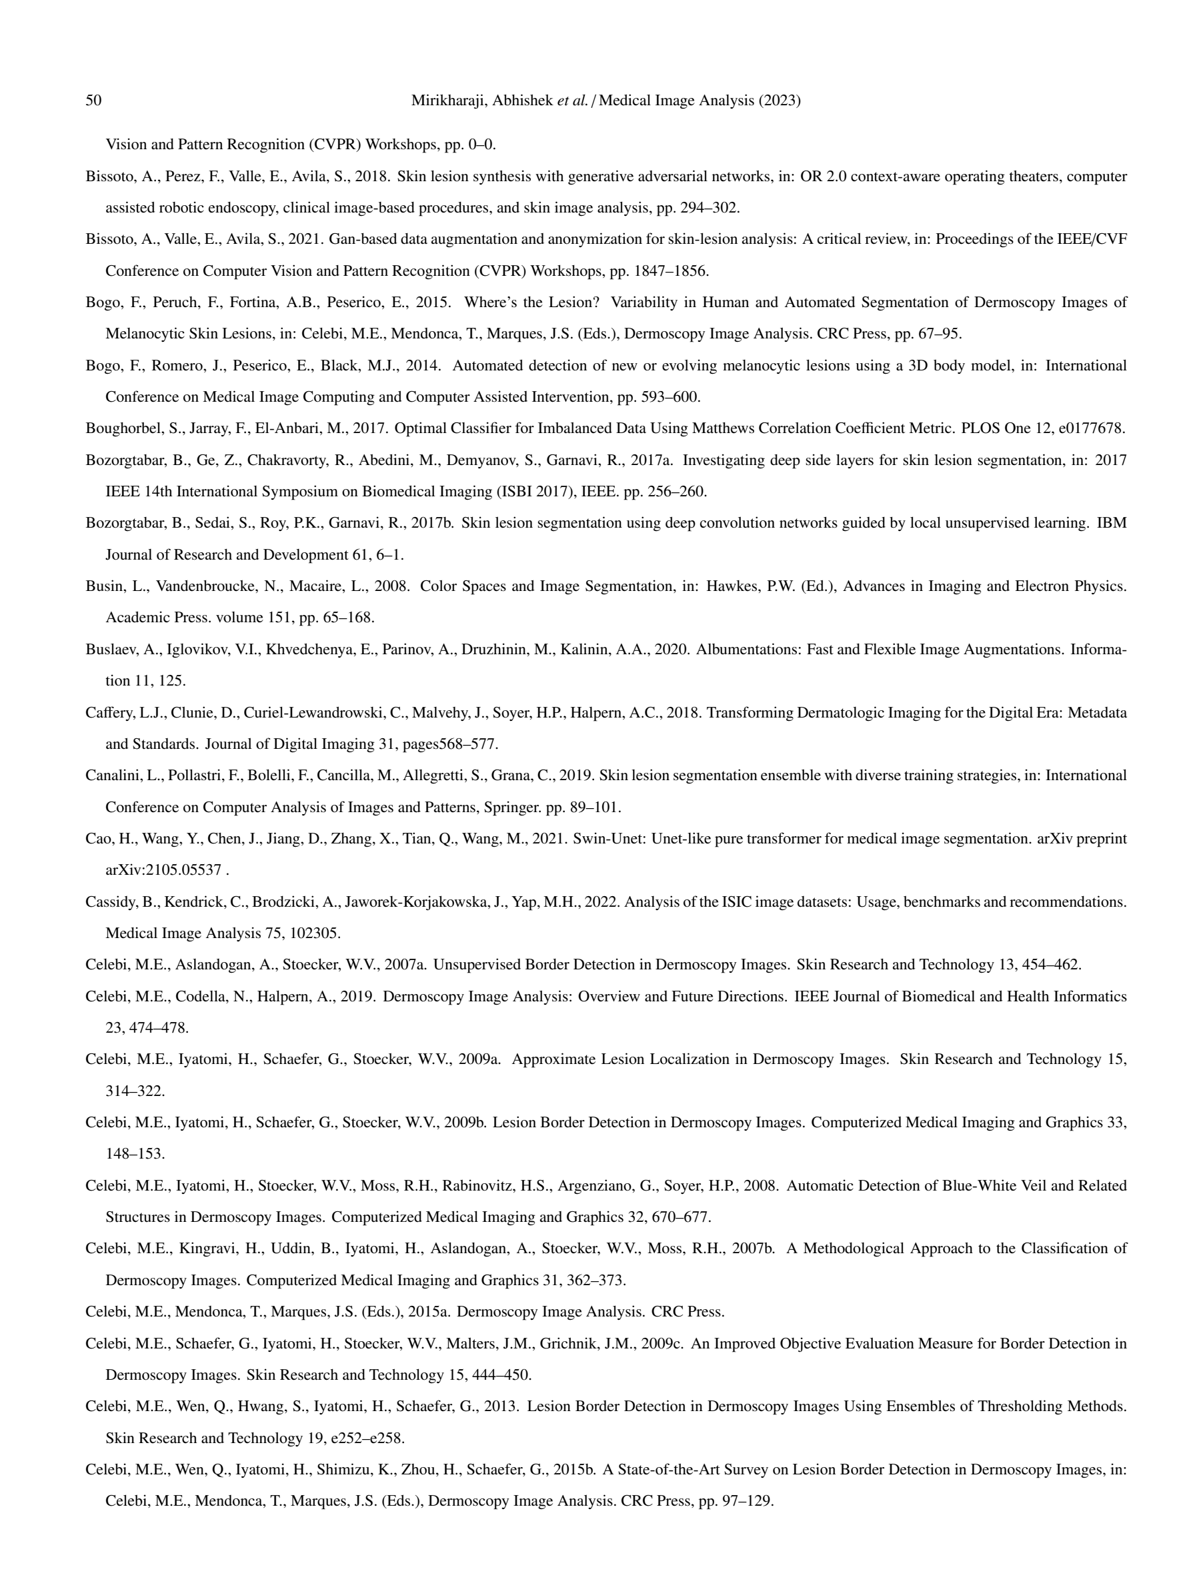 50
Mirikharaji, Abhishek et al. / Medical Image Analysis (2023)
Vision and Pattern Recognition (CVPR) Workshops, pp. 0–0.
Bissoto, A., Perez, F., Valle, E., Avila, S., 2018. Skin lesion synthesis with generative adversarial networks, in: OR 2.0 context-aware operating theaters, computer
assisted robotic endoscopy, clinical image-based procedures, and skin image analysis, pp. 294–302.
Bissoto, A., Valle, E., Avila, S., 2021. Gan-based data augmentation and anonymization for skin-lesion analysis: A critical review, in: Proceedings of the IEEE/CVF
Conference on Computer Vision and Pattern Recognition (CVPR) Workshops, pp. 1847–1856.
Bogo, F., Peruch, F., Fortina, A.B., Peserico, E., 2015. Where's the Lesion? Variability in Human and Automated Segmentation of Dermoscopy Images of
Melanocytic Skin Lesions, in: Celebi, M.E., Mendonca, T., Marques, J.S. (Eds.), Dermoscopy Image Analysis. CRC Press, pp. 67–95.
Bogo, F., Romero, J., Peserico, E., Black, M.J., 2014. Automated detection of new or evolving melanocytic lesions using a 3D body model, in: International
Conference on Medical Image Computing and Computer Assisted Intervention, pp. 593–600.
Boughorbel, S., Jarray, F., El-Anbari, M., 2017. Optimal Classifier for Imbalanced Data Using Matthews Correlation Coefficient Metric. PLOS One 12, e0177678.
Bozorgtabar, B., Ge, Z., Chakravorty, R., Abedini, M., Demyanov, S., Garnavi, R., 2017a. Investigating deep side layers for skin lesion segmentation, in: 2017
IEEE 14th International Symposium on Biomedical Imaging (ISBI 2017), IEEE. pp. 256–260.
Bozorgtabar, B., Sedai, S., Roy, P.K., Garnavi, R., 2017b. Skin lesion segmentation using deep convolution networks guided by local unsupervised learning. IBM
Journal of Research and Development 61, 6–1.
Busin, L., Vandenbroucke, N., Macaire, L., 2008. Color Spaces and Image Segmentation, in: Hawkes, P.W. (Ed.), Advances in Imaging and Electron Physics.
Academic Press. volume 151, pp. 65–168.
Buslaev, A., Iglovikov, V.I., Khvedchenya, E., Parinov, A., Druzhinin, M., Kalinin, A.A., 2020. Albumentations: Fast and Flexible Image Augmentations. Informa-
tion 11, 125.
Caffery, L.J., Clunie, D., Curiel-Lewandrowski, C., Malvehy, J., Soyer, H.P., Halpern, A.C., 2018. Transforming Dermatologic Imaging for the Digital Era: Metadata
and Standards. Journal of Digital Imaging 31, pages568–577.
Canalini, L., Pollastri, F., Bolelli, F., Cancilla, M., Allegretti, S., Grana, C., 2019. Skin lesion segmentation ensemble with diverse training strategies, in: International
Conference on Computer Analysis of Images and Patterns, Springer. pp. 89–101.
Cao, H., Wang, Y., Chen, J., Jiang, D., Zhang, X., Tian, Q., Wang, M., 2021. Swin-Unet: Unet-like pure transformer for medical image segmentation. arXiv preprint
arXiv:2105.05537 .
Cassidy, B., Kendrick, C., Brodzicki, A., Jaworek-Korjakowska, J., Yap, M.H., 2022. Analysis of the ISIC image datasets: Usage, benchmarks and recommendations.
Medical Image Analysis 75, 102305.
Celebi, M.E., Aslandogan, A., Stoecker, W.V., 2007a. Unsupervised Border Detection in Dermoscopy Images. Skin Research and Technology 13, 454–462.
Celebi, M.E., Codella, N., Halpern, A., 2019. Dermoscopy Image Analysis: Overview and Future Directions. IEEE Journal of Biomedical and Health Informatics
23, 474–478.
Celebi, M.E., Iyatomi, H., Schaefer, G., Stoecker, W.V., 2009a. Approximate Lesion Localization in Dermoscopy Images. Skin Research and Technology 15,
314–322.
Celebi, M.E., Iyatomi, H., Schaefer, G., Stoecker, W.V., 2009b. Lesion Border Detection in Dermoscopy Images. Computerized Medical Imaging and Graphics 33,
148–153.
Celebi, M.E., Iyatomi, H., Stoecker, W.V., Moss, R.H., Rabinovitz, H.S., Argenziano, G., Soyer, H.P., 2008. Automatic Detection of Blue-White Veil and Related
Structures in Dermoscopy Images. Computerized Medical Imaging and Graphics 32, 670–677.
Celebi, M.E., Kingravi, H., Uddin, B., Iyatomi, H., Aslandogan, A., Stoecker, W.V., Moss, R.H., 2007b. A Methodological Approach to the Classification of
Dermoscopy Images. Computerized Medical Imaging and Graphics 31, 362–373.
Celebi, M.E., Mendonca, T., Marques, J.S. (Eds.), 2015a. Dermoscopy Image Analysis. CRC Press.
Celebi, M.E., Schaefer, G., Iyatomi, H., Stoecker, W.V., Malters, J.M., Grichnik, J.M., 2009c. An Improved Objective Evaluation Measure for Border Detection in
Dermoscopy Images. Skin Research and Technology 15, 444–450.
Celebi, M.E., Wen, Q., Hwang, S., Iyatomi, H., Schaefer, G., 2013. Lesion Border Detection in Dermoscopy Images Using Ensembles of Thresholding Methods.
Skin Research and Technology 19, e252–e258.
Celebi, M.E., Wen, Q., Iyatomi, H., Shimizu, K., Zhou, H., Schaefer, G., 2015b. A State-of-the-Art Survey on Lesion Border Detection in Dermoscopy Images, in:
Celebi, M.E., Mendonca, T., Marques, J.S. (Eds.), Dermoscopy Image Analysis. CRC Press, pp. 97–129.